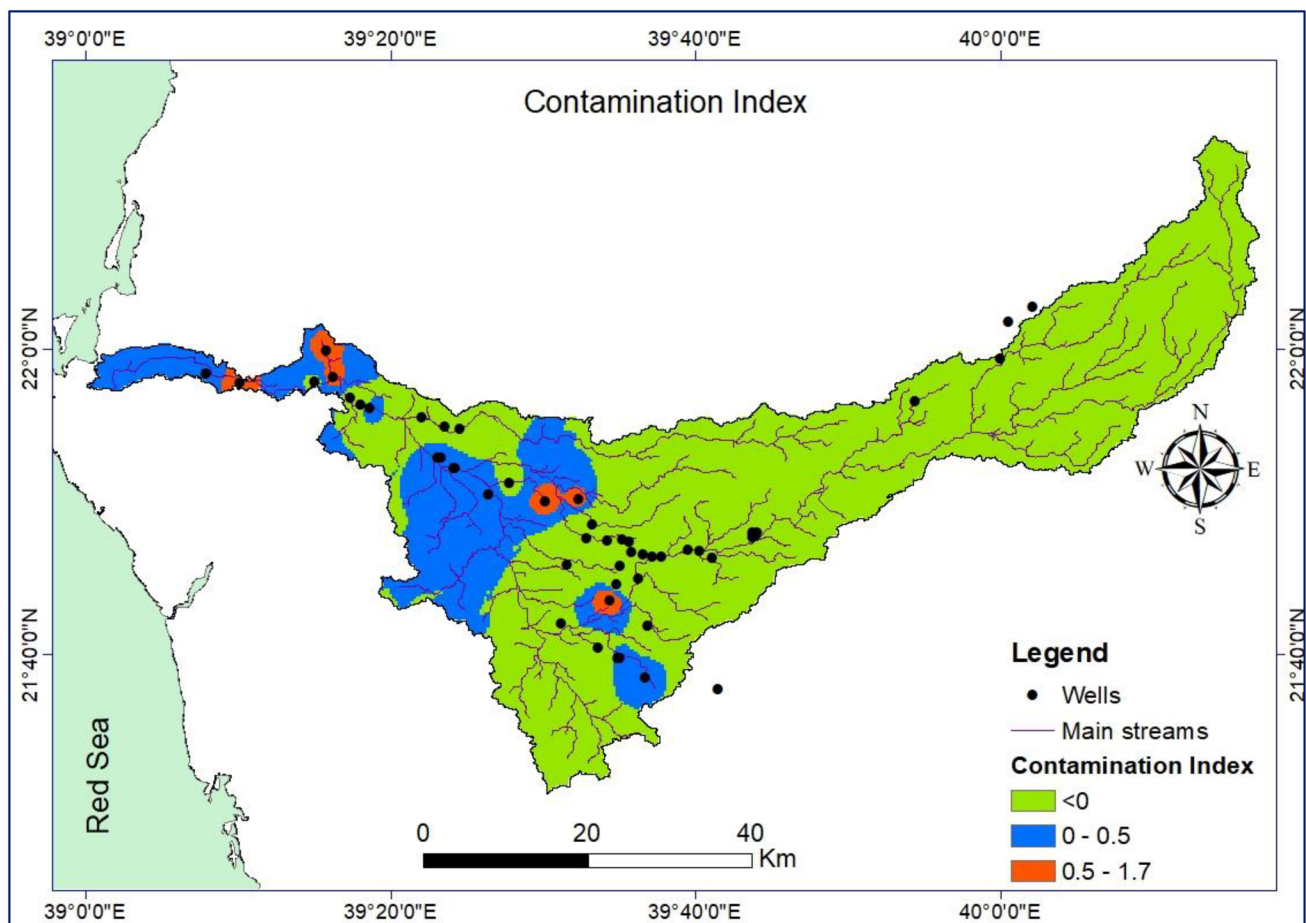 39°0'0"E 39°20'0"E 39°40'0"E 40°0'0"E
Contamination Index
22°0'0"N 22°0'0"N
N
W E
S
21°40'0"N 21°40'0"N
Red Sea
Legend
Wells
Main streams
Contamination Index
<0
0 - 0.5
0.5 - 1.7
0 20 40
Km
39°0'0"E 39°20'0"E 39°40'0"E 40°0'0"E